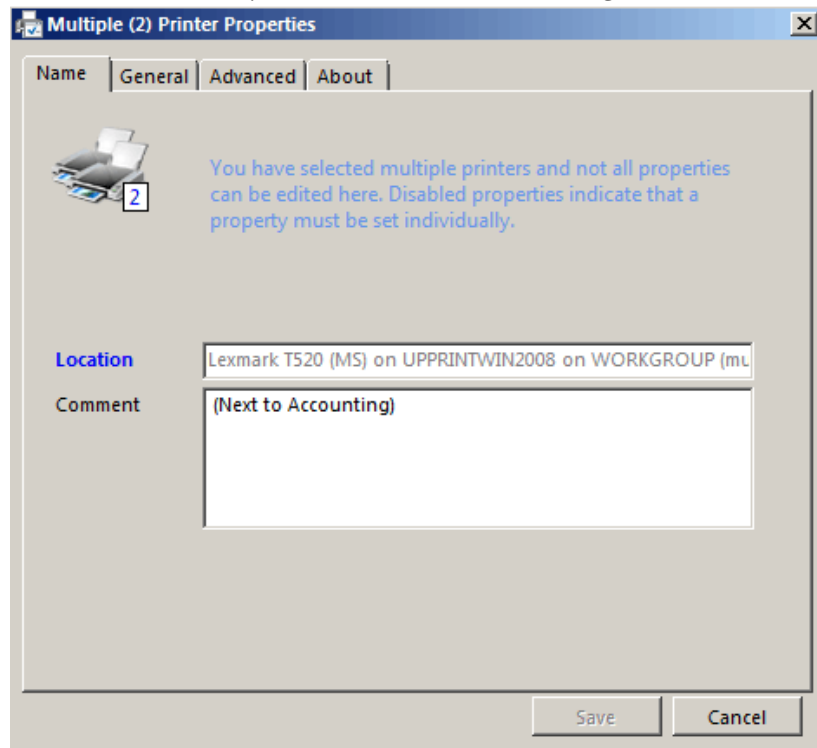 Multiple (2) Printer Properties
Name General Advanced About
You have selected multiple printers and not all properties
can be edited here. Disabled properties indicate that a
property must be set individually.
2
Location Lexmark T520 (MS) on UPPRINTWIN2008 on WORKGROUP (mu
Comment (Next to Accounting)
Save Cancel